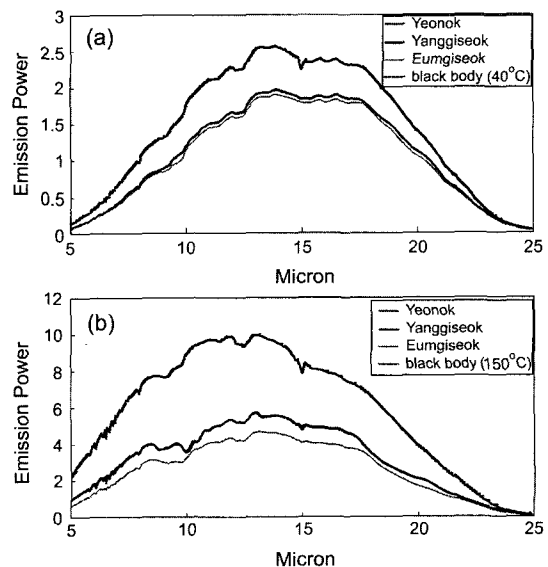 (a)
Yeonok
Yanggiseok
Eumgiseok
black body (40°C)
Emission Power
3
2.5
2
1.5
1
0.5
0
5 10 15 20 25
Micron
(b)
Yeonok
Yanggiseok
Eumgiseok
black body (150°C)
Emission Power
12
10
8
6
4
2
0
5 10 15 20 25
Micron